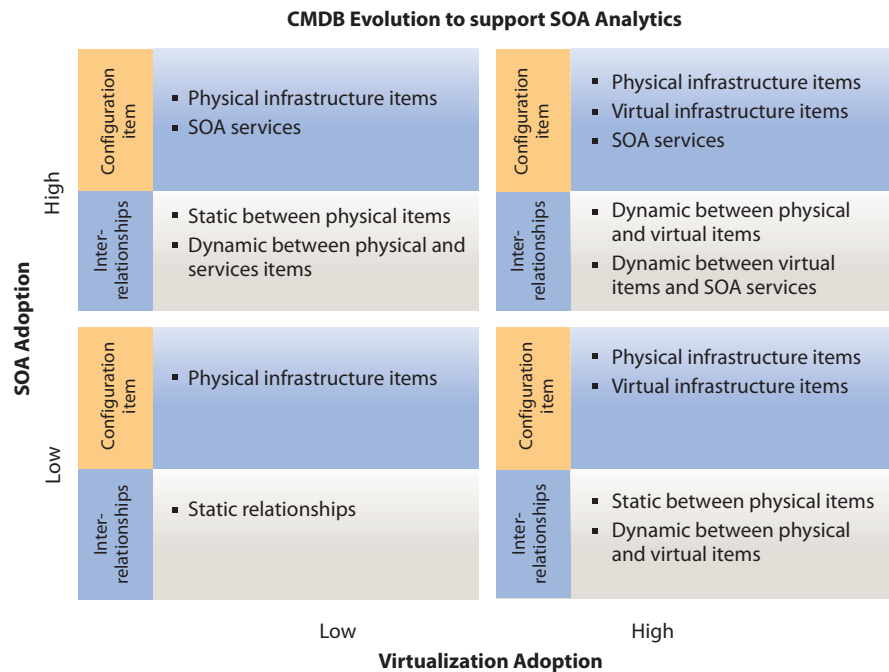 CMDB Evolution to support SOA Analytics
SOA Adoption
High
Configuration
item
▪ Physical infrastructure items
▪ SOA services
Inter-
relationships
▪ Static between physical items
▪ Dynamic between physical and
services items
Configuration
item
▪ Physical infrastructure items
▪ Virtual infrastructure items
▪ SOA services
Inter-
relationships
▪ Dynamic between physical
and virtual items
▪ Dynamic between virtual
items and SOA services
Low
Configuration
item
▪ Physical infrastructure items
Inter-
relationships
▪ Static relationships
Configuration
item
▪ Physical infrastructure items
▪ Virtual infrastructure items
Inter-
relationships
▪ Static between physical items
▪ Dynamic between physical
and virtual items
Low
High
Virtualization Adoption